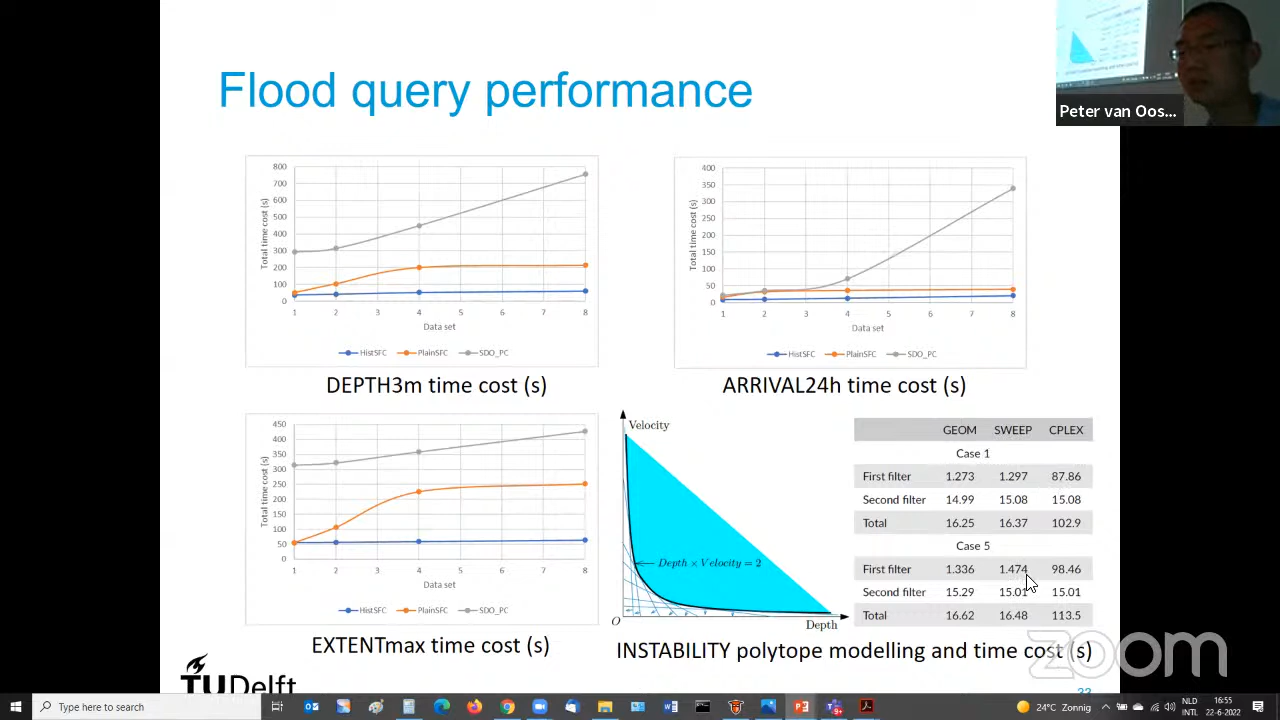 Flood query performance
Peter van Oos...
800
700
600
500
400
300
200
100
0
Total time cost (s)
1 2 3 4 5 6 7 8
Data set
HistSFC PlainSFC SDO_PC
DEPTH3m time cost (s)
400
350
300
250
200
150
100
50
0
Total time cost (s)
1 2 3 4 5 6 7 8
Data set
HistSFC PlainSFC SDO_PC
ARRIVAL24h time cost (s)
450
400
350
300
250
200
150
100
50
0
Total time cost (s)
1 2 3 4 5 6 7 8
Data set
HistSFC PlainSFC SDO_PC
EXTENTmax time cost (s)
Velocity
Depth × Velocity = 2
O
Depth
GEOM SWEEP CPLEX
Case 1
First filter 1.273 1.297 87.86
Second filter 14.99 15.08 15.08
Total 16.25 16.37 102.9
Case 5
First filter 1.336 1.474 98.46
Second filter 15.29 15.01 15.01
Total 16.62 16.48 113.5
INSTABILITY polytope modelling and time cost (s)
zoom
TUDelft
33
Type here to search
24°C Zonnig
NLD
INTL
16:55
22-6-2022